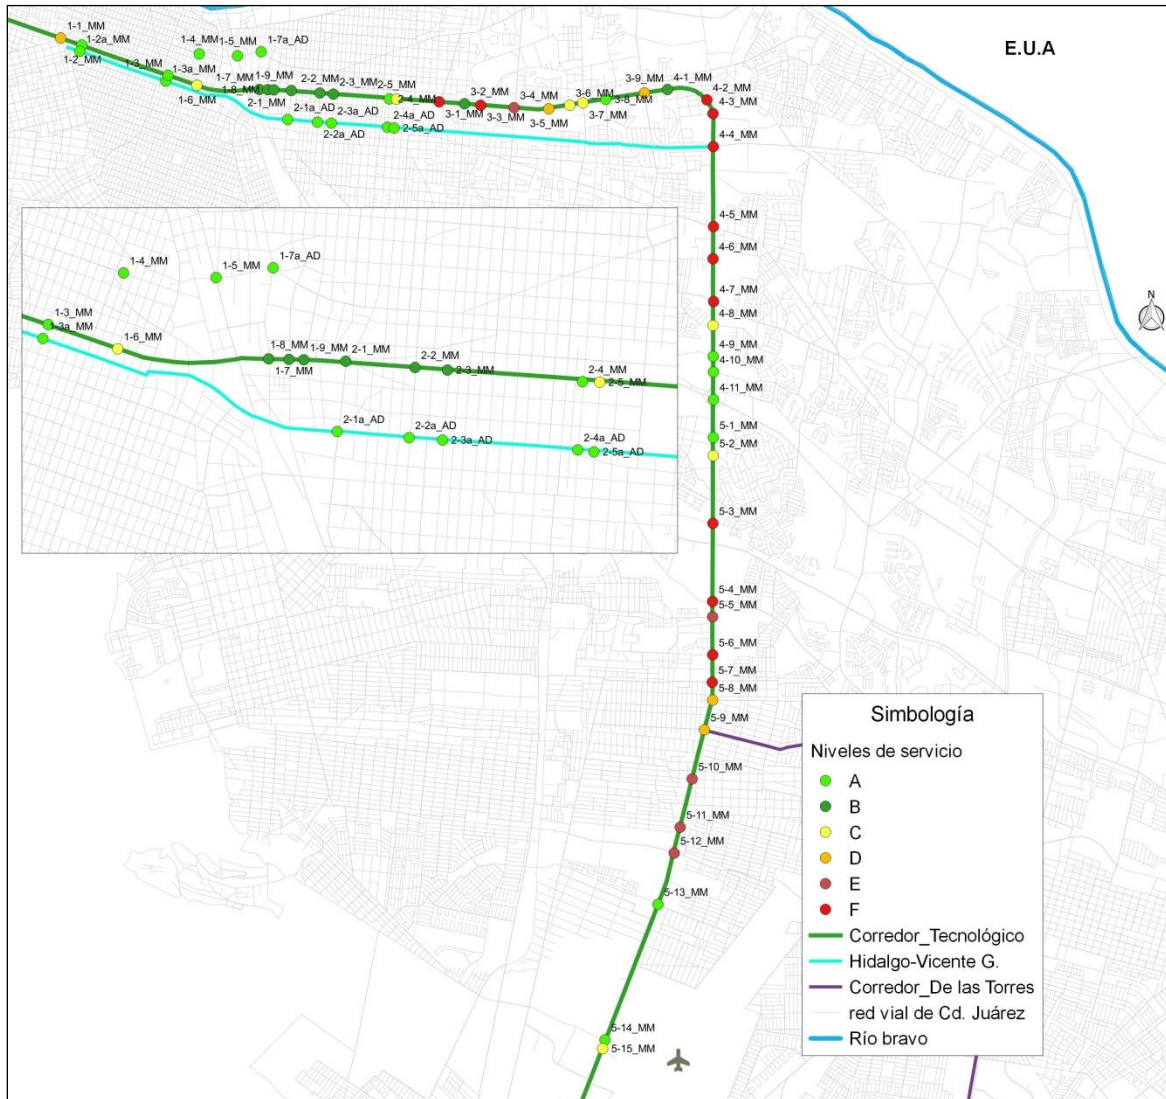 E.U.A
1-1_MM
1-2a_MM
1-2_MM
1-4_MM
1-5_MM
1-7a_AD
1-3_MM
1-3a_MM
1-7_MM
1-9_MM
1-8_MM
1-6_MM
2-1_MM
2-2_MM
2-3_MM
2-5_MM
2-4_MM
2-1a_AD
2-3a_AD
2-2a_AD
2-4a_AD
2-5a_AD
3-1_MM
3-2_MM
3-3_MM
3-4_MM
3-5_MM
3-6_MM
3-7_MM
3-8_MM
3-9_MM
4-1_MM
4-2_MM
4-3_MM
4-4_MM
4-5_MM
4-6_MM
4-7_MM
4-8_MM
4-9_MM
4-10_MM
4-11_MM
5-1_MM
5-2_MM
5-3_MM
5-4_MM
5-5_MM
5-6_MM
5-7_MM
5-8_MM
5-9_MM
5-10_MM
5-11_MM
5-12_MM
5-13_MM
5-14_MM
5-15_MM
1-4_MM
1-5_MM
1-7a_AD
1-3_MM
1-3a_MM
1-6_MM
1-8_MM
1-9_MM
1-7_MM
2-1_MM
2-2_MM
2-3_MM
2-4_MM
2-5_MM
2-1a_AD
2-2a_AD
2-3a_AD
2-4a_AD
2-5a_AD
N
Simbología
Niveles de servicio
A
B
C
D
E
F
Corredor_Tecnológico
Hidalgo-Vicente G.
Corredor_De las Torres
red vial de Cd. Juárez
Río bravo